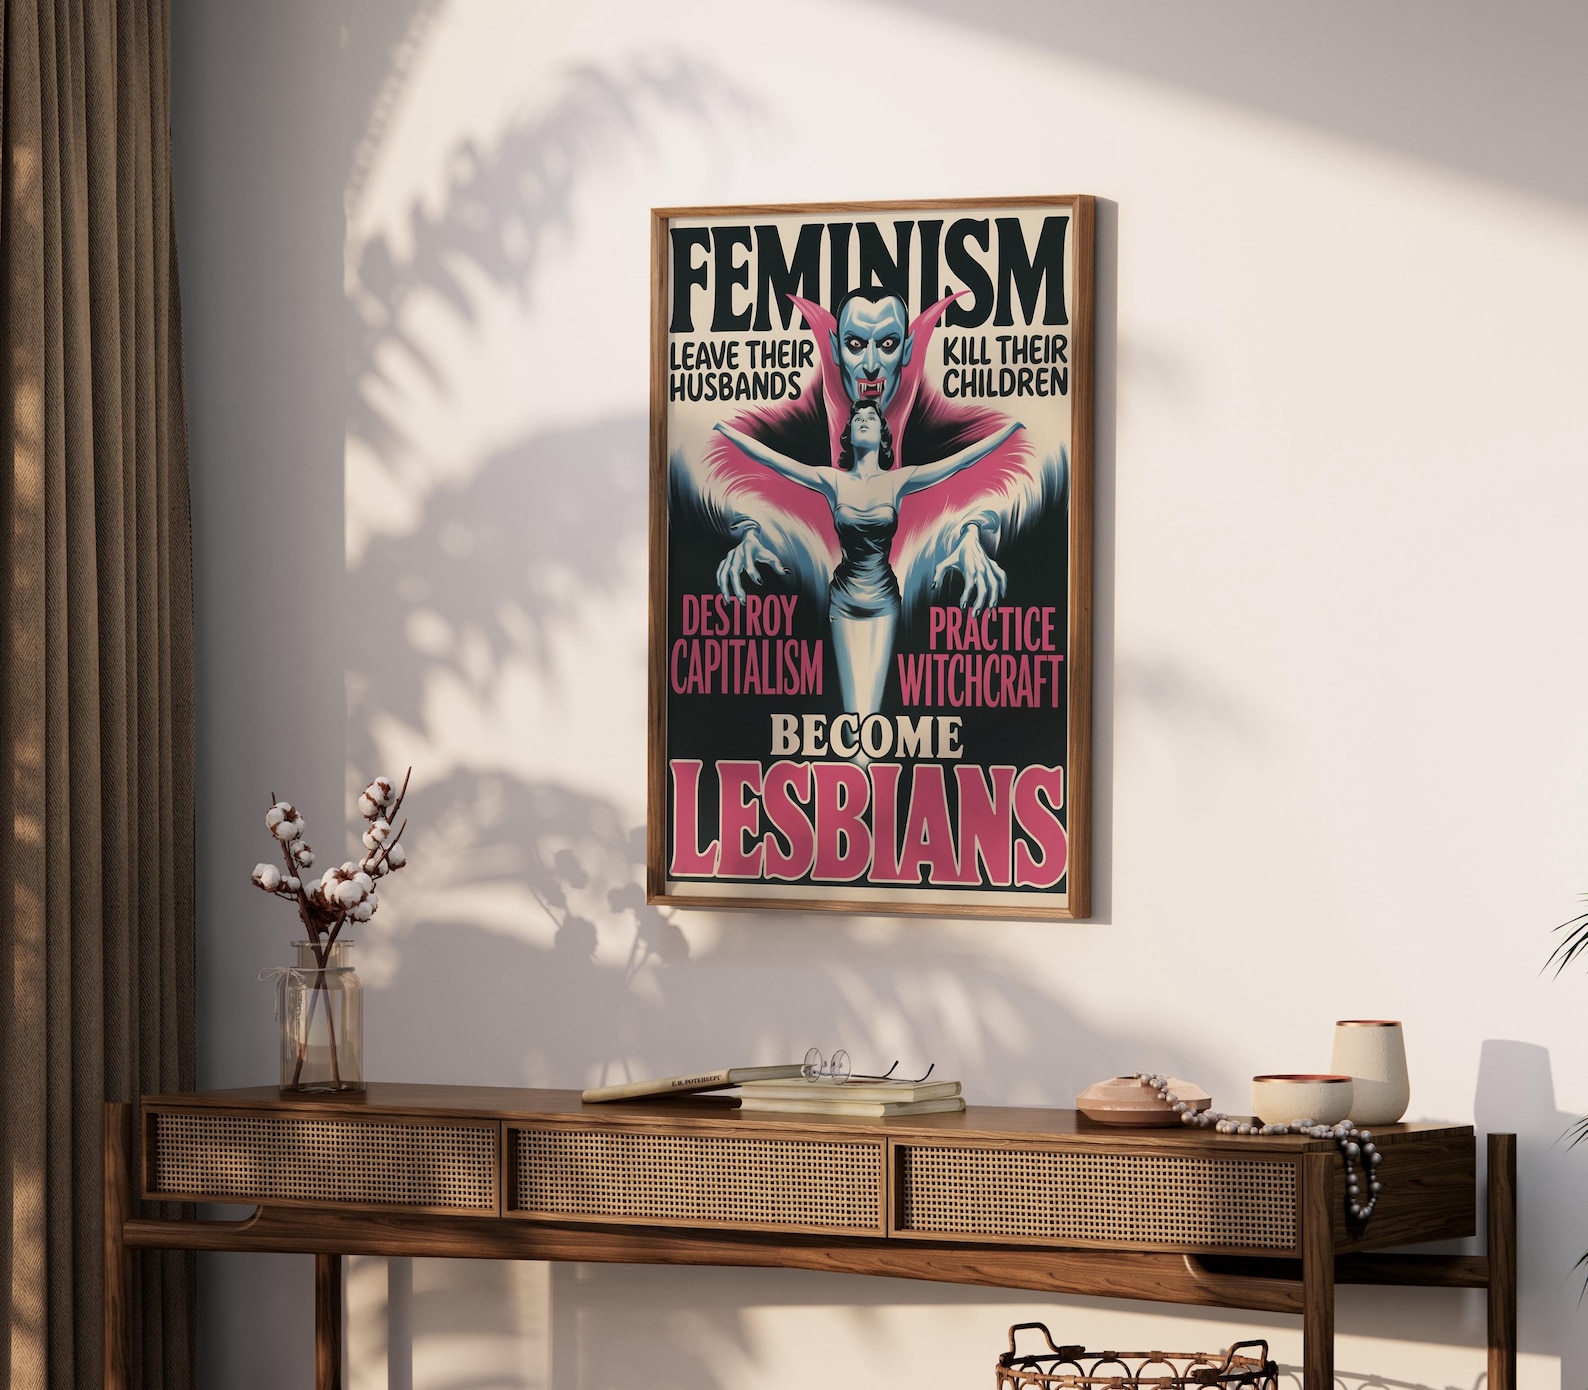 FEMINISM
LEAVE THEIR
HUSBANDS
KILL THEIR
CHILDREN
DESTROY
CAPITALISM
PRACTICE
WITCHCRAFT
BECOME
LESBIANS